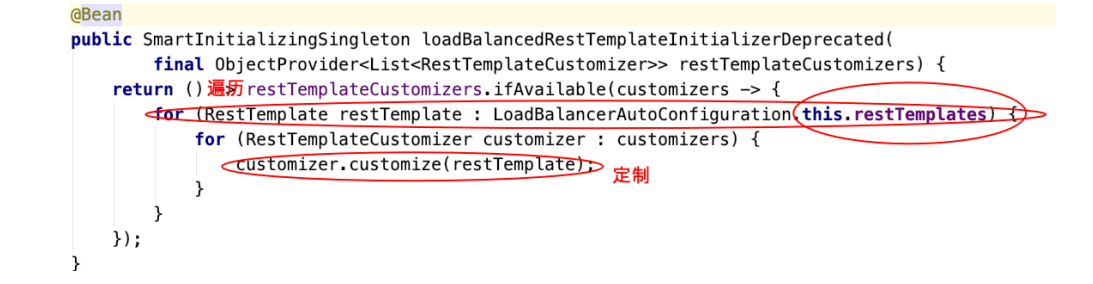 @Bean
public SmartInitializingSingleton loadBalancedRestTemplateInitializerDeprecated(
final ObjectProvider<List<RestTemplateCustomizer>> restTemplateCustomizers) {
return () 遍历> restTemplateCustomizers.ifAvailable(customizers -> {
for (RestTemplate restTemplate : LoadBalancerAutoConfiguration.this.restTemplates) {
for (RestTemplateCustomizer customizer : customizers) {
customizer.customize(restTemplate);
定制
}
}
});
}